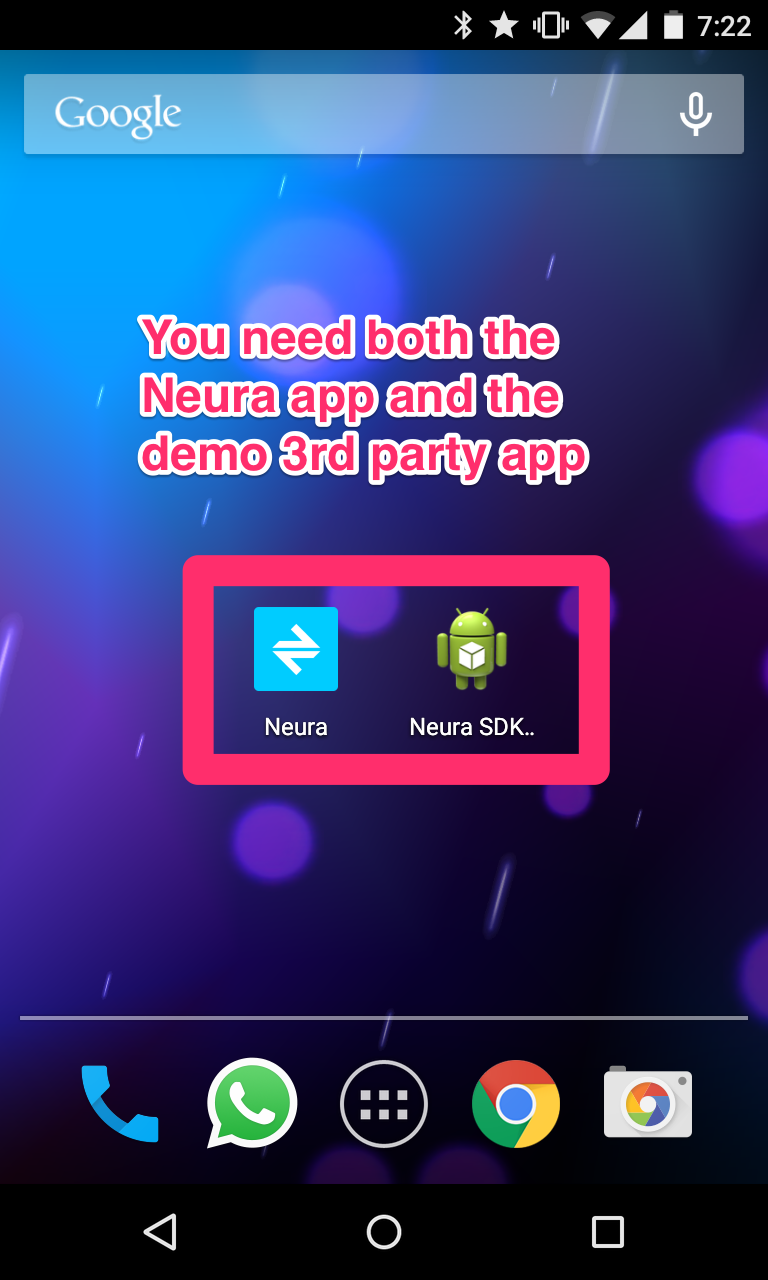 7:22
Google
You need both the
Neura app and the
demo 3rd party app
Neura
Neura SDK..